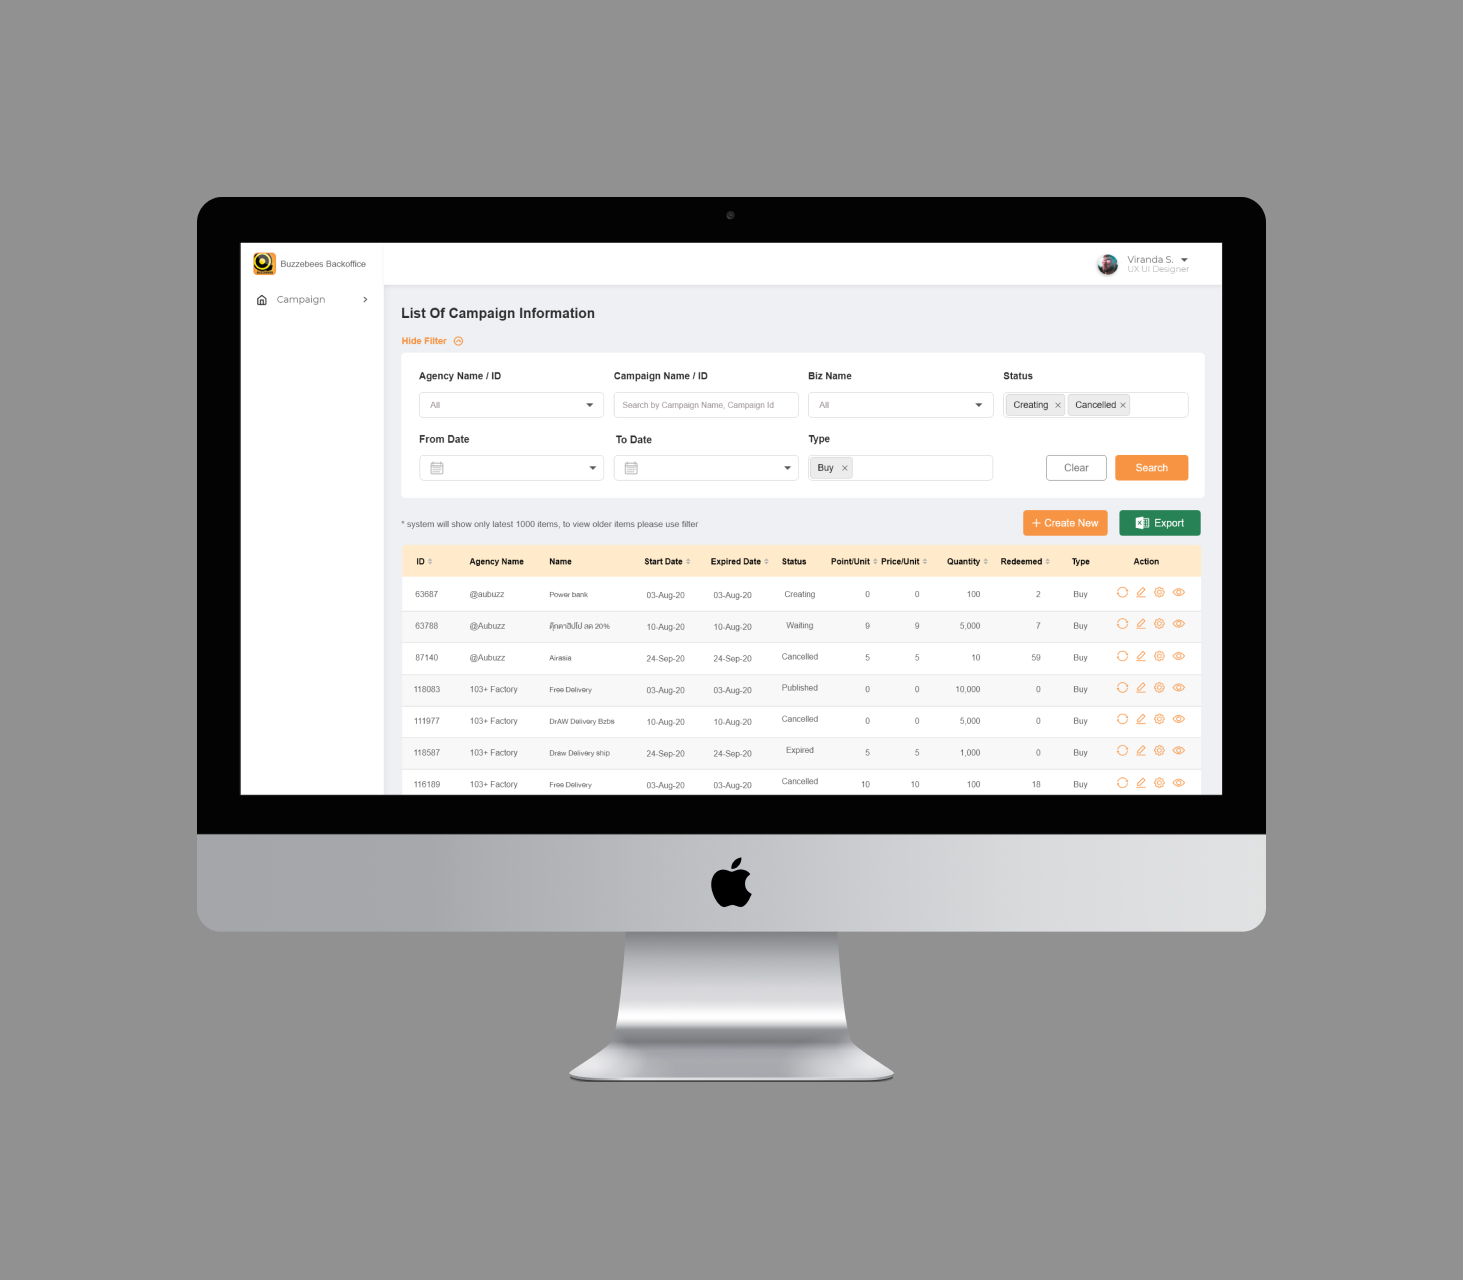 Buzzebees Backoffice
Viranda S.
UX UI Designer
Campaign
List Of Campaign Information
Hide Filter
Agency Name / ID Campaign Name / ID Biz Name Status
All Search by Campaign Name, Campaign Id All Creating × Cancelled ×
From Date To Date Type
Buy × Clear Search
* system will show only latest 1000 items, to view older items please use filter
+ Create New Export
ID Agency Name Name Start Date Expired Date Status Point/Unit Price/Unit Quantity Redeemed Type Action
63687 @aubuzz Power bank 03-Aug-20 03-Aug-20 Creating 0 0 100 2 Buy
63788 @Aubuzz ตุ๊กตาฮิปโป ลด 20% 10-Aug-20 10-Aug-20 Waiting 9 9 5,000 7 Buy
87140 @Aubuzz Airasia 24-Sep-20 24-Sep-20 Cancelled 5 5 10 59 Buy
118083 103+ Factory Free Delivery 03-Aug-20 03-Aug-20 Published 0 0 10,000 0 Buy
111977 103+ Factory DrAW Delivery Bzbs 10-Aug-20 10-Aug-20 Cancelled 0 0 5,000 0 Buy
118587 103+ Factory Draw Delivery ship 24-Sep-20 24-Sep-20 Expired 5 5 1,000 0 Buy
116189 103+ Factory Free Delivery 03-Aug-20 03-Aug-20 Cancelled 10 10 100 18 Buy